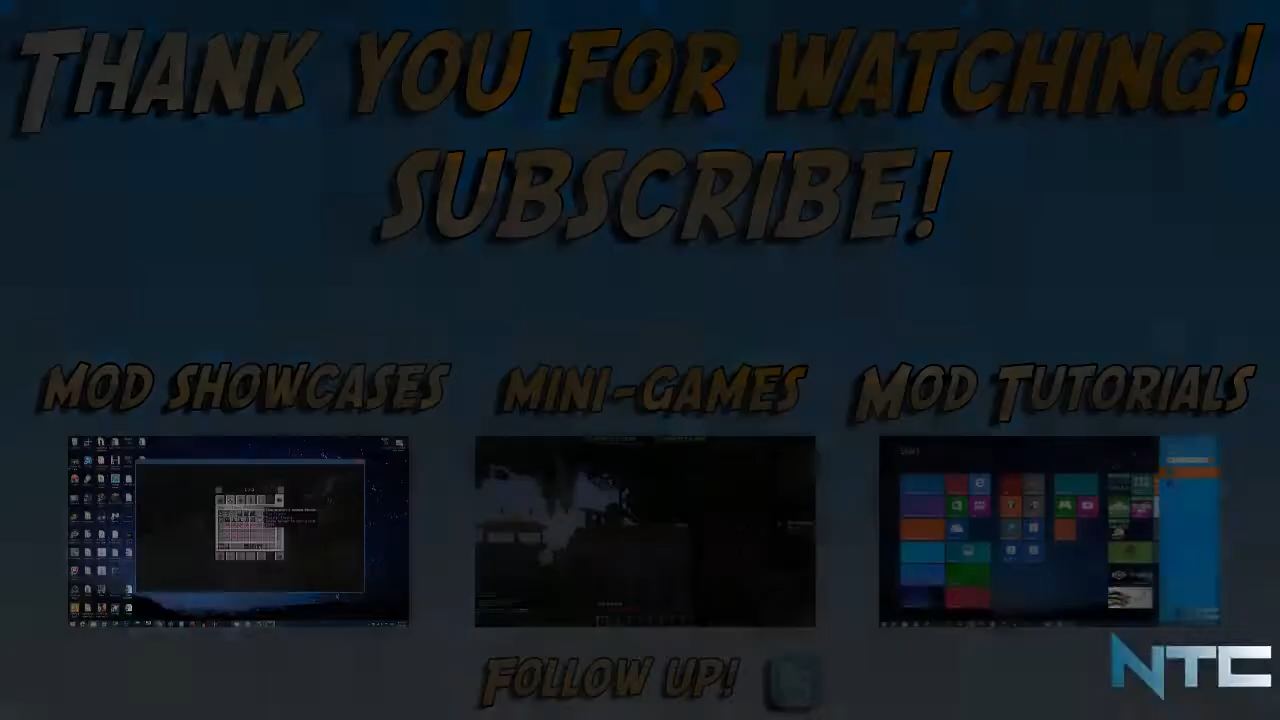 THANK YOU FOR WATCHING!
SUBSCRIBE!
MOD SHOWCASES
MINI-GAMES
MOD TUTORIALS
FOLLOW UP!
NTC